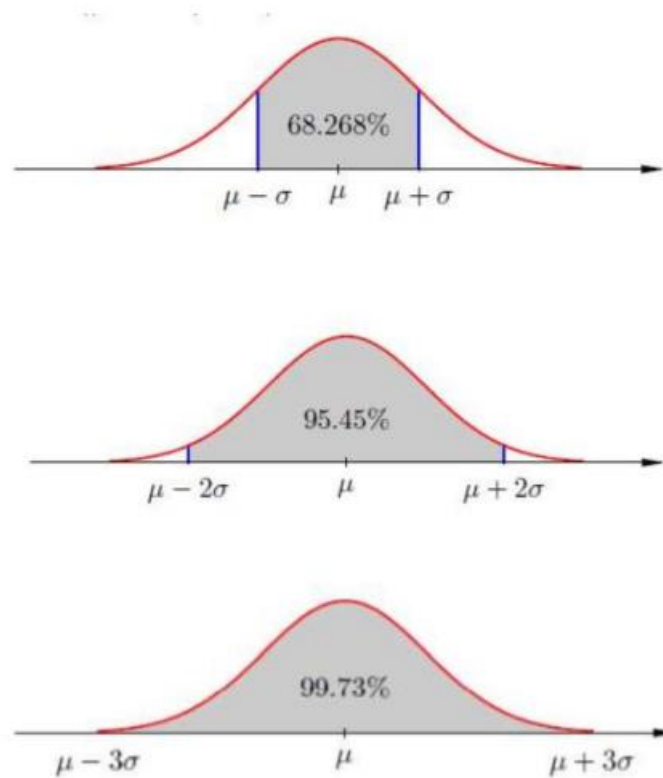 68.268%
μ − σ μ μ + σ
95.45%
μ − 2σ μ μ + 2σ
99.73%
μ − 3σ μ μ + 3σ